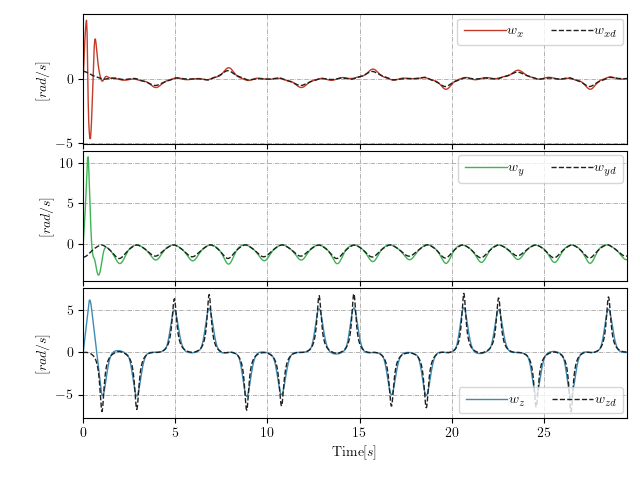 w_x w_xd
[rad/s]
0
−5
w_y w_yd
[rad/s]
10
5
0
w_z w_zd
[rad/s]
5
0
−5
0 5 10 15 20 25
Time[s]